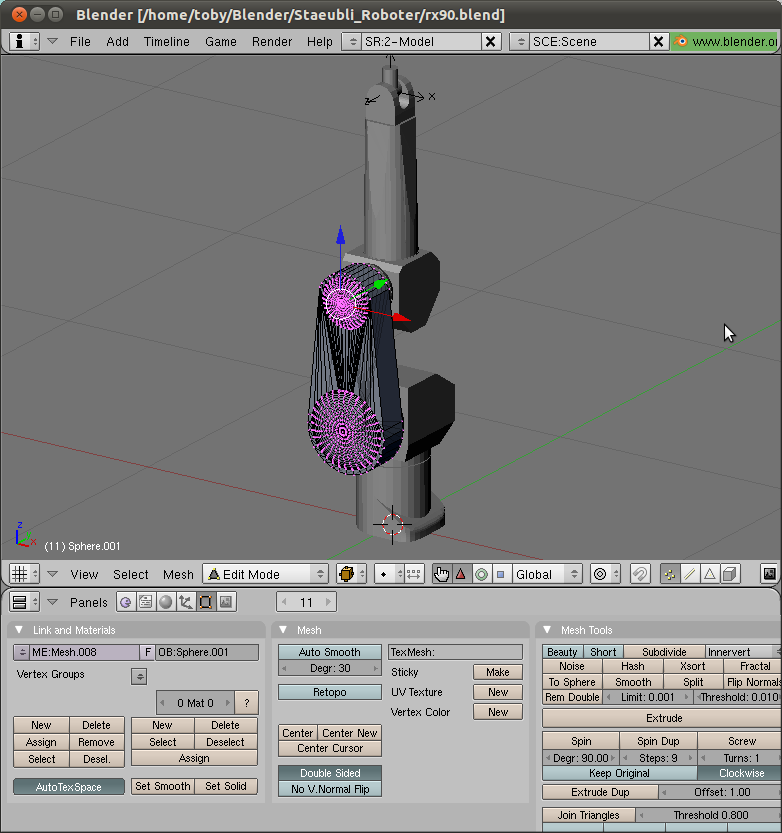 Blender [/home/toby/Blender/Staeubli_Roboter/rx90.blend]
File Add Timeline Game Render Help SR:2-Model SCE:Scene www.blender.o
z x
z
x
(11) Sphere.001
View Select Mesh Edit Mode Global
Panels 11
Link and Materials
ME:Mesh.008 F OB:Sphere.001
Vertex Groups
0 Mat 0 ?
New Delete New Delete
Assign Remove Select Deselect
Select Desel. Assign
AutoTexSpace Set Smooth Set Solid
Mesh
Auto Smooth TexMesh:
Degr: 30 Sticky Make
Retopo UV Texture New
Vertex Color New
Center Center New
Center Cursor
Double Sided
No V.Normal Flip
Mesh Tools
Beauty Short Subdivide Innervert
Noise Hash Xsort Fractal
To Sphere Smooth Split Flip Normals
Rem Double Limit: 0.001 Threshold: 0.010
Extrude
Spin Spin Dup Screw
Degr: 90.00 Steps: 9 Turns: 1
Keep Original Clockwise
Extrude Dup Offset: 1.00
Join Triangles Threshold 0.800